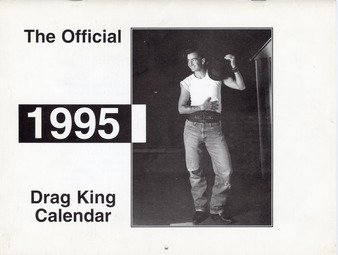 The Official
1995
Drag King
Calendar